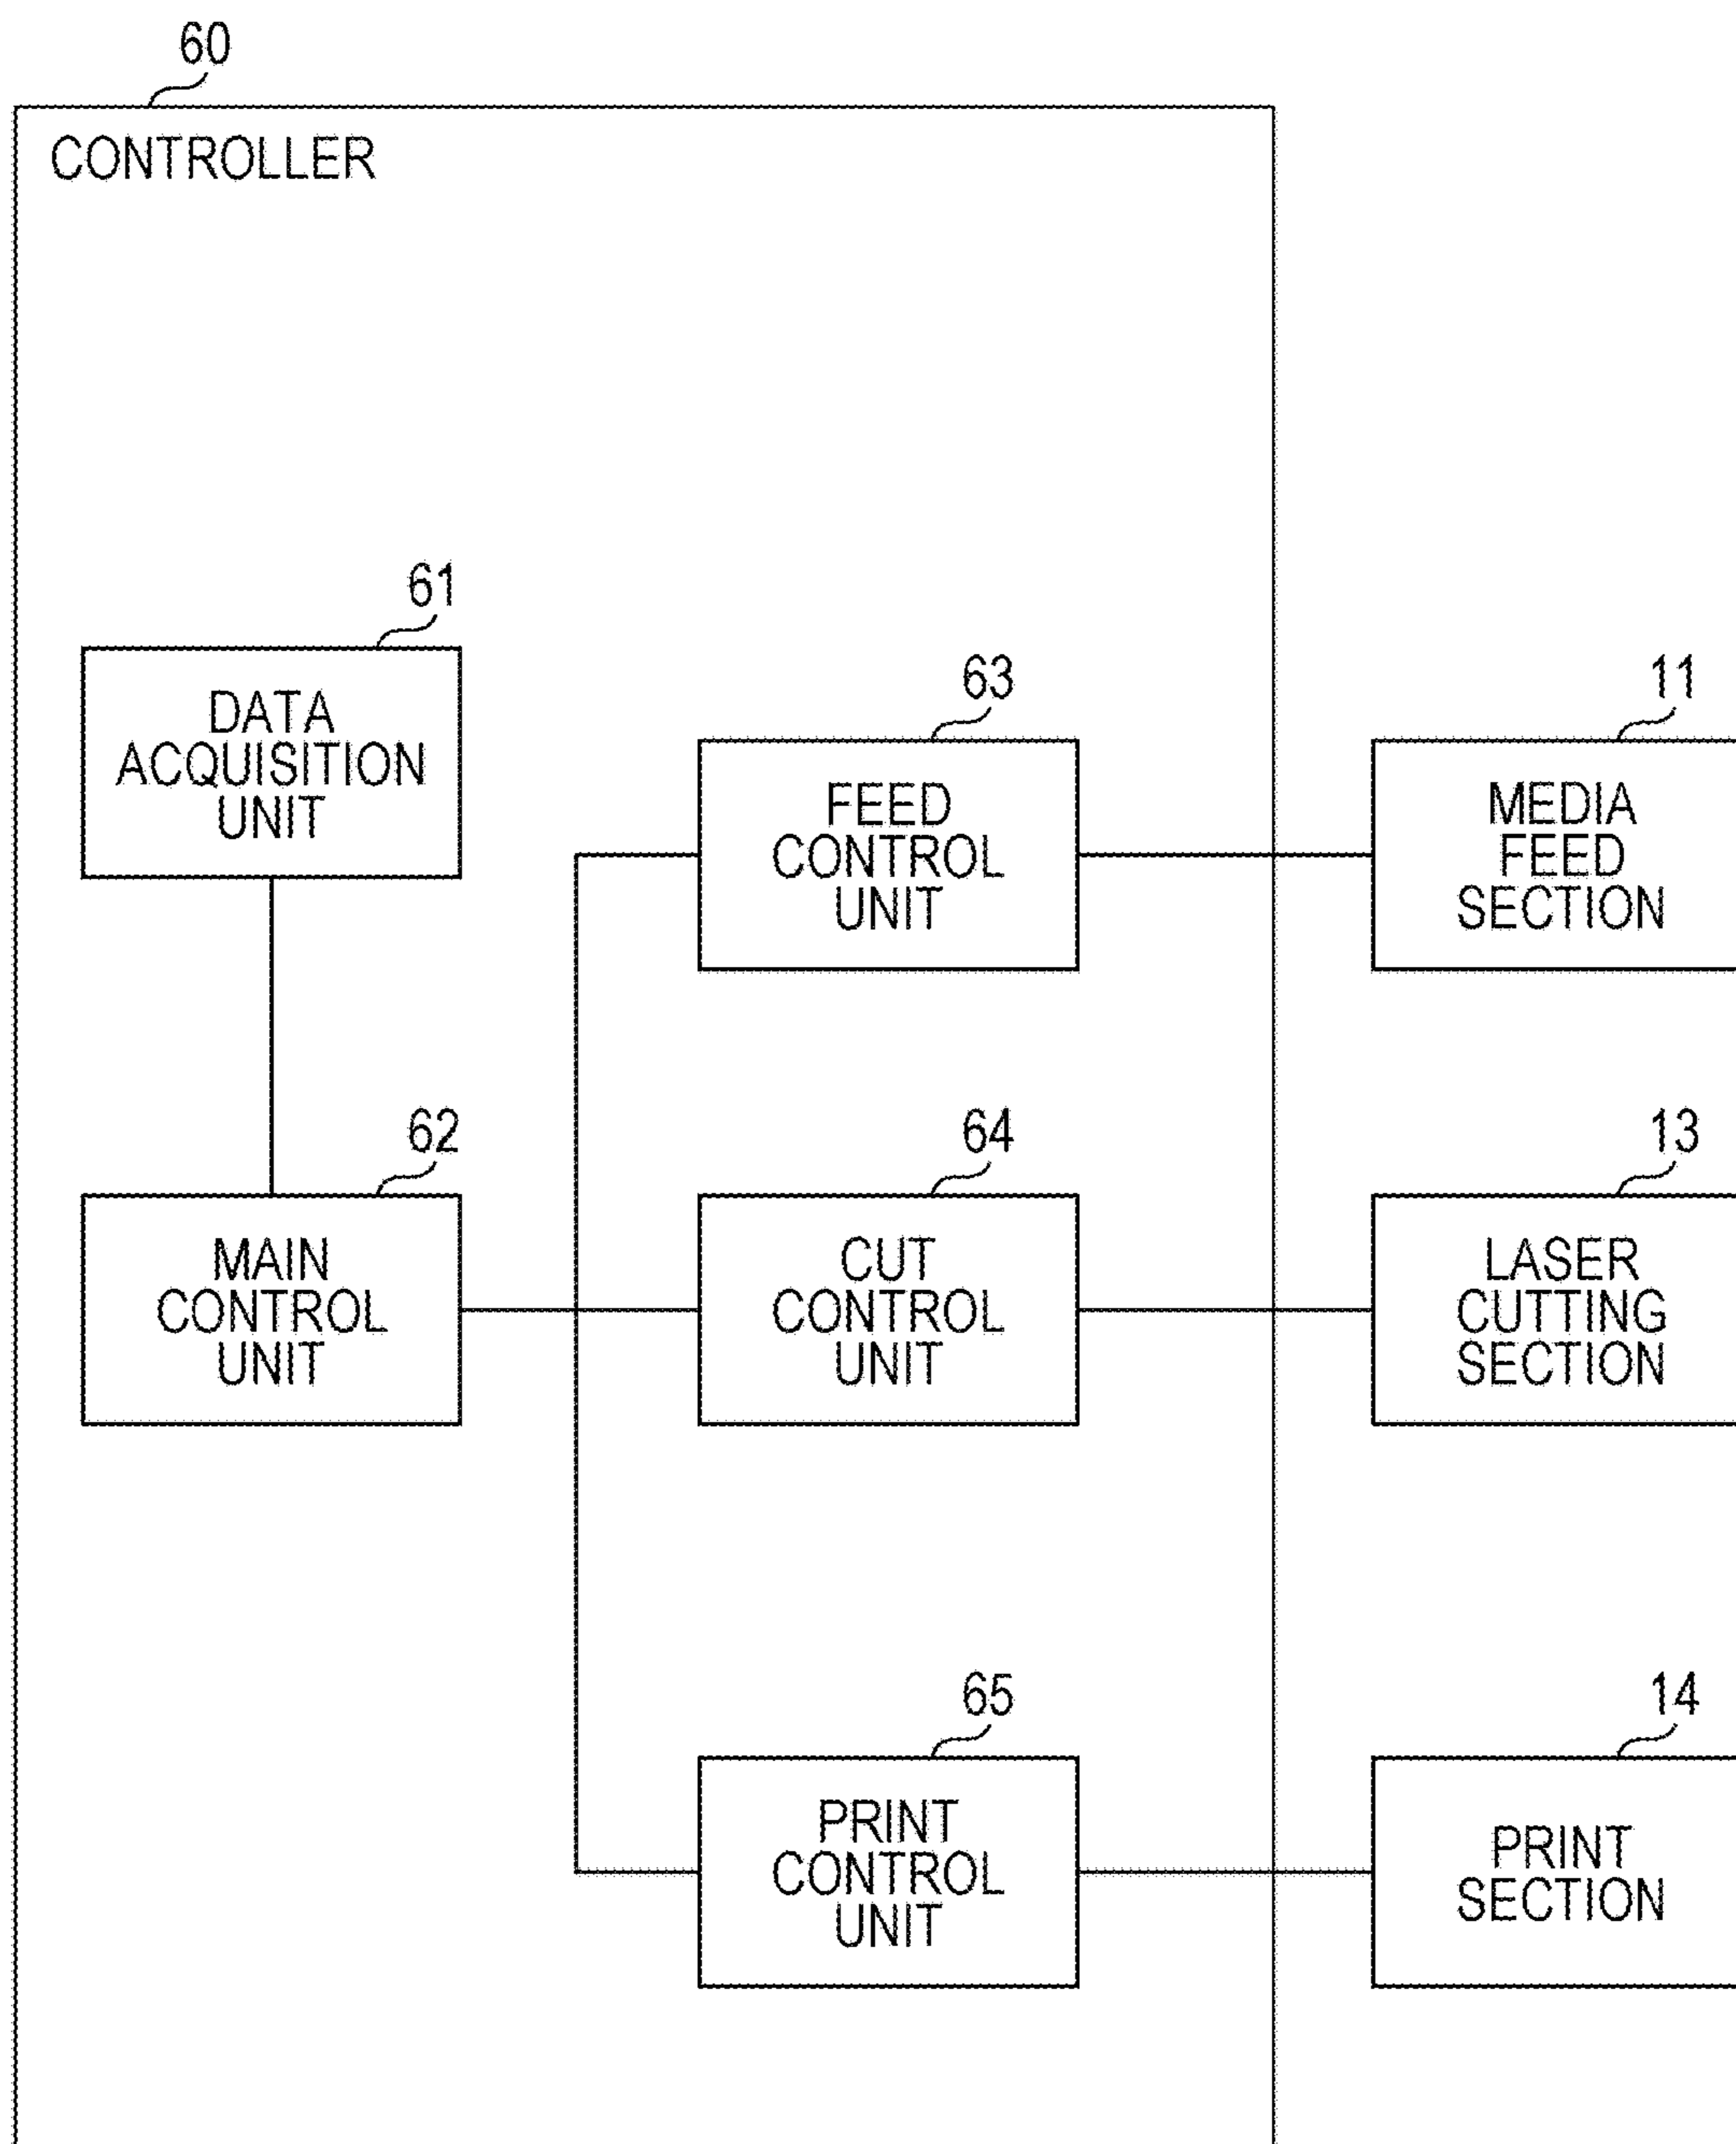 60
CONTROLLER
61
DATA
ACQUISITION
UNIT
63
FEED
CONTROL
UNIT
11
MEDIA
FEED
SECTION
62
MAIN
CONTROL
UNIT
64
CUT
CONTROL
UNIT
13
LASER
CUTTING
SECTION
65
PRINT
CONTROL
UNIT
14
PRINT
SECTION